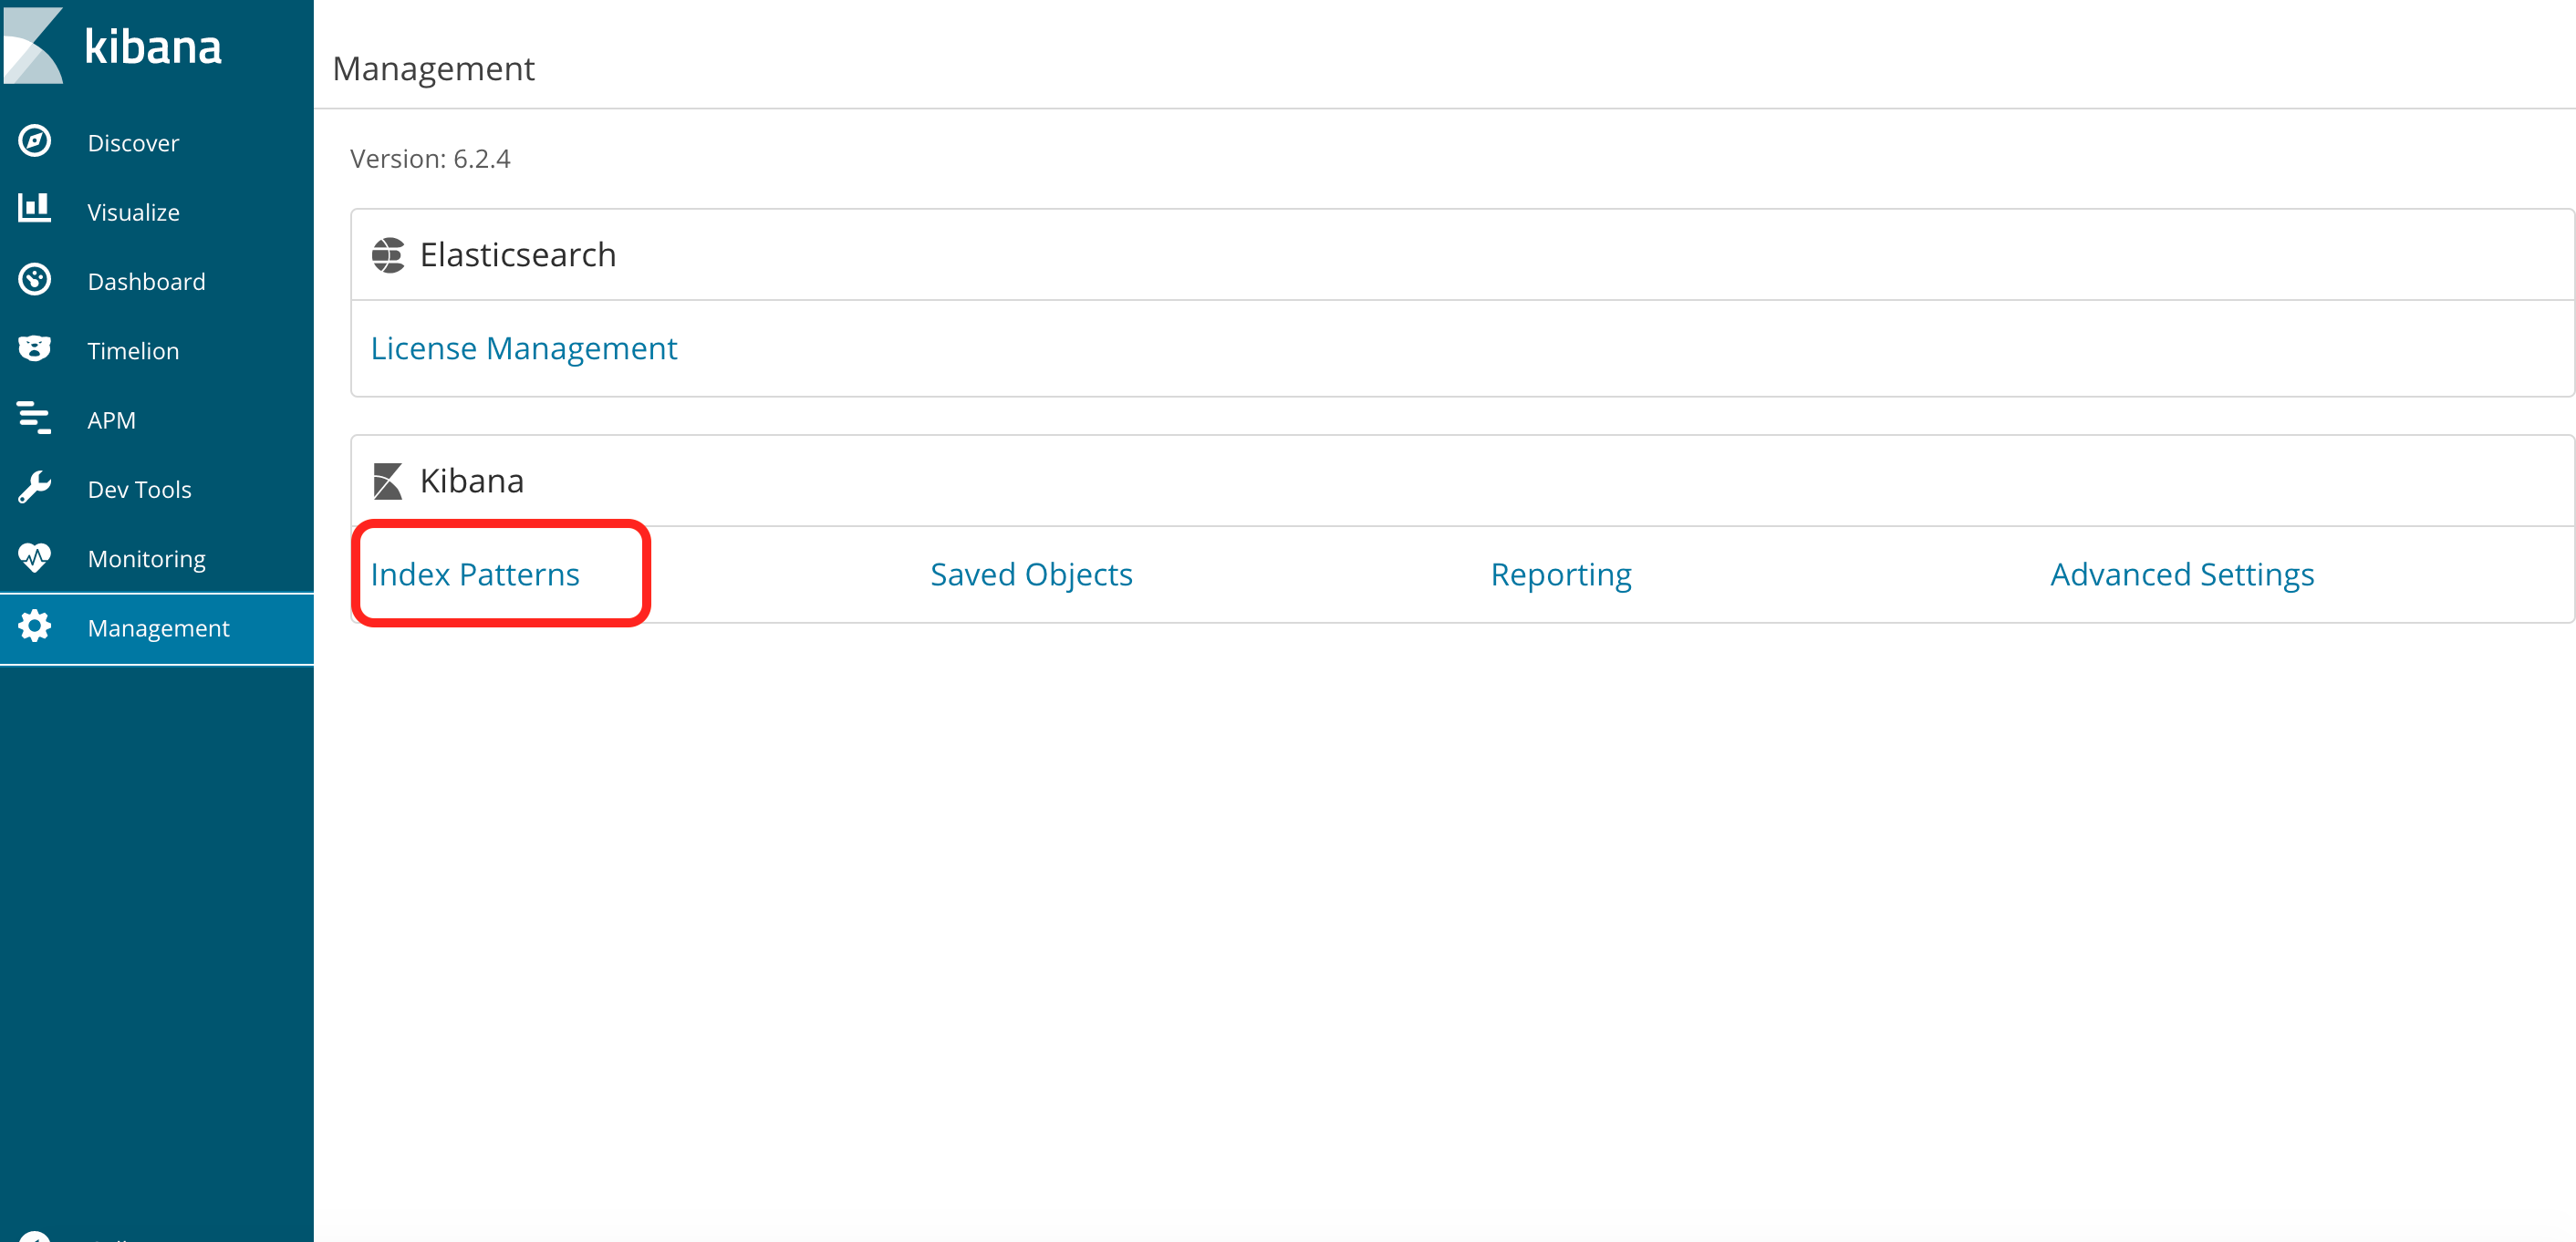 kibana
Discover
Visualize
Dashboard
Timelion
APM
Dev Tools
Monitoring
Management
Management
Version: 6.2.4
Elasticsearch
License Management
Kibana
Index Patterns Saved Objects Reporting Advanced Settings